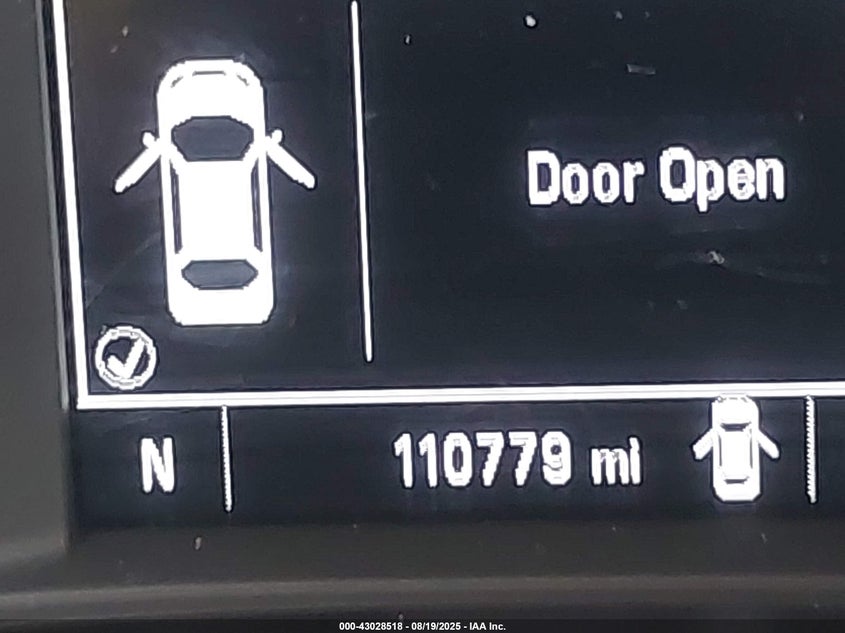 Door Open
N
110779 mi
000-43028518 - 08/19/2025 - IAA Inc.